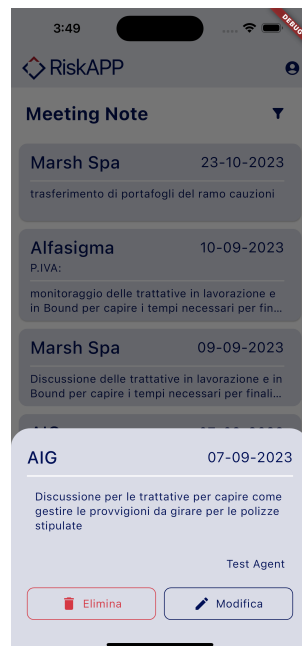 3:49
DEBUG
RiskAPP
Meeting Note
Marsh Spa 23-10-2023
trasferimento di portafogli del ramo cauzioni
Alfasigma 10-09-2023
P.IVA:
monitoraggio delle trattative in lavorazione e
in Bound per capire i tempi necessari per fin...
Marsh Spa 09-09-2023
Discussione delle trattative in lavorazione e in
Bound per capire i tempi necessari per finali...
AIG 07-09-2023
Discussione per le trattative per capire come
gestire le provvigioni da girare per le polizze
stipulate
Test Agent
Elimina Modifica